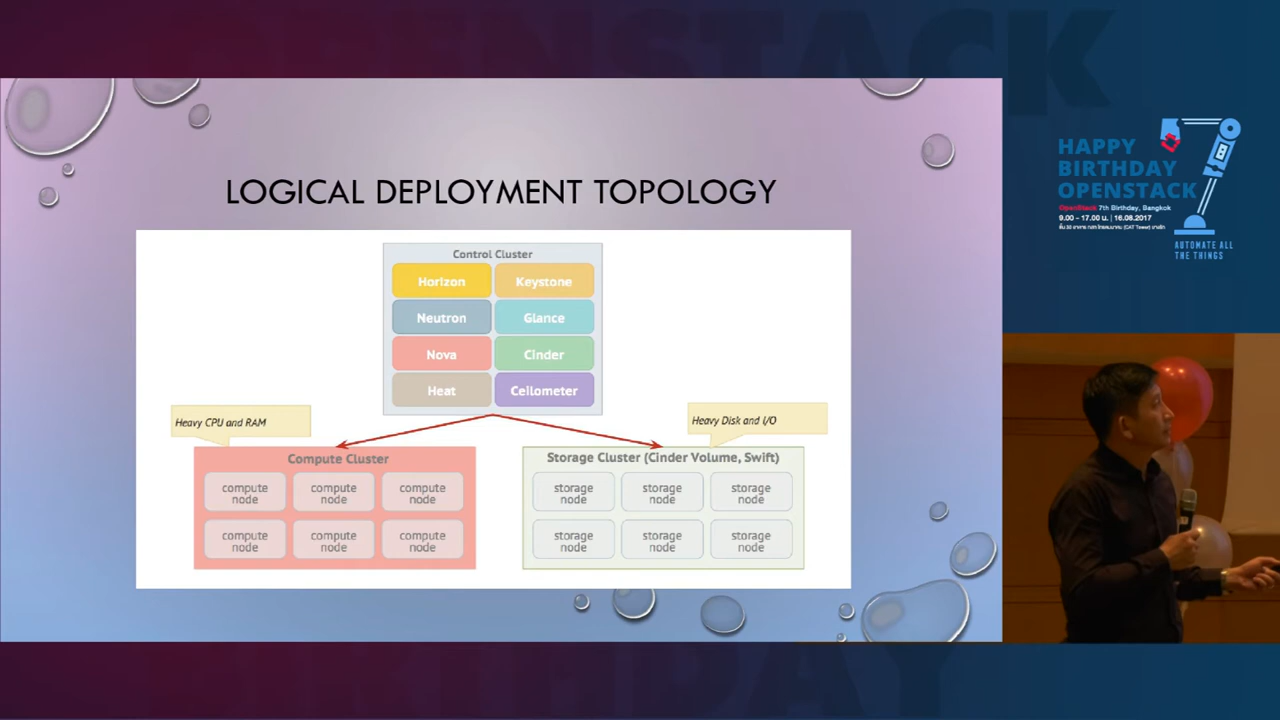 LOGICAL DEPLOYMENT TOPOLOGY
Control Cluster
Horizon
Keystone
Neutron
Glance
Nova
Cinder
Heat
Ceilometer
Heavy CPU and RAM
Heavy Disk and I/O
Compute Cluster
compute
node
compute
node
compute
node
compute
node
compute
node
compute
node
Storage Cluster (Cinder Volume, Swift)
storage
node
storage
node
storage
node
storage
node
storage
node
storage
node
HAPPY
BIRTHDAY
OPENSTACK
7
OpenStack 7th Birthday, Bangkok
9.00 - 17.00 น. | 16.08.2017
AUTOMATE ALL
THE THINGS
OPENSTACK
BIRTHDAY